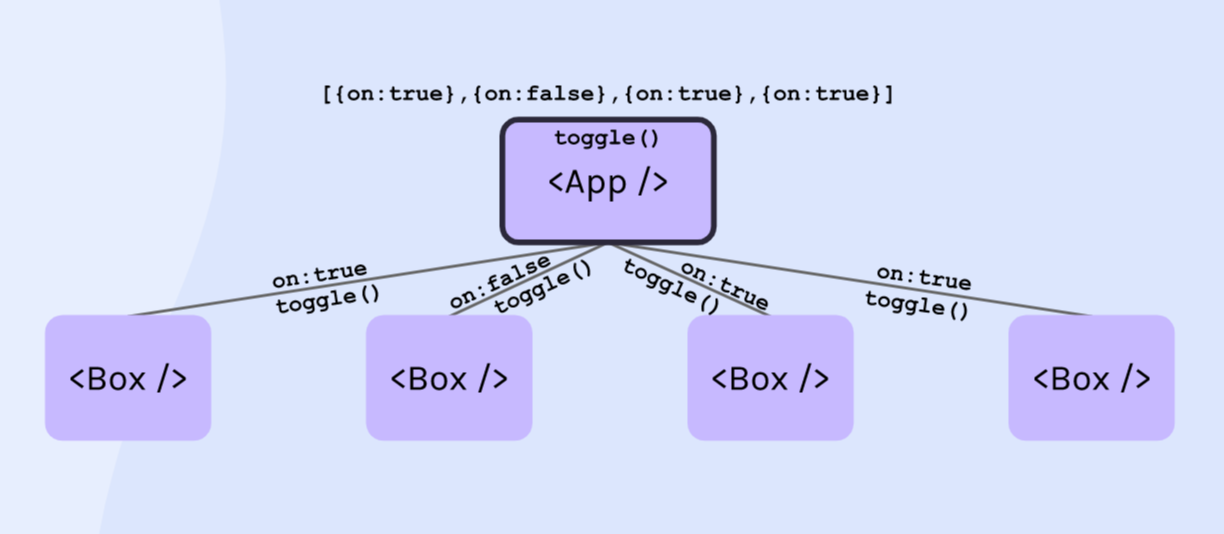 [{on:true},{on:false},{on:true},{on:true}]
toggle()
<App />
on:true
toggle()
on:false
toggle()
on:true
toggle()
on:true
toggle()
<Box />
<Box />
<Box />
<Box />